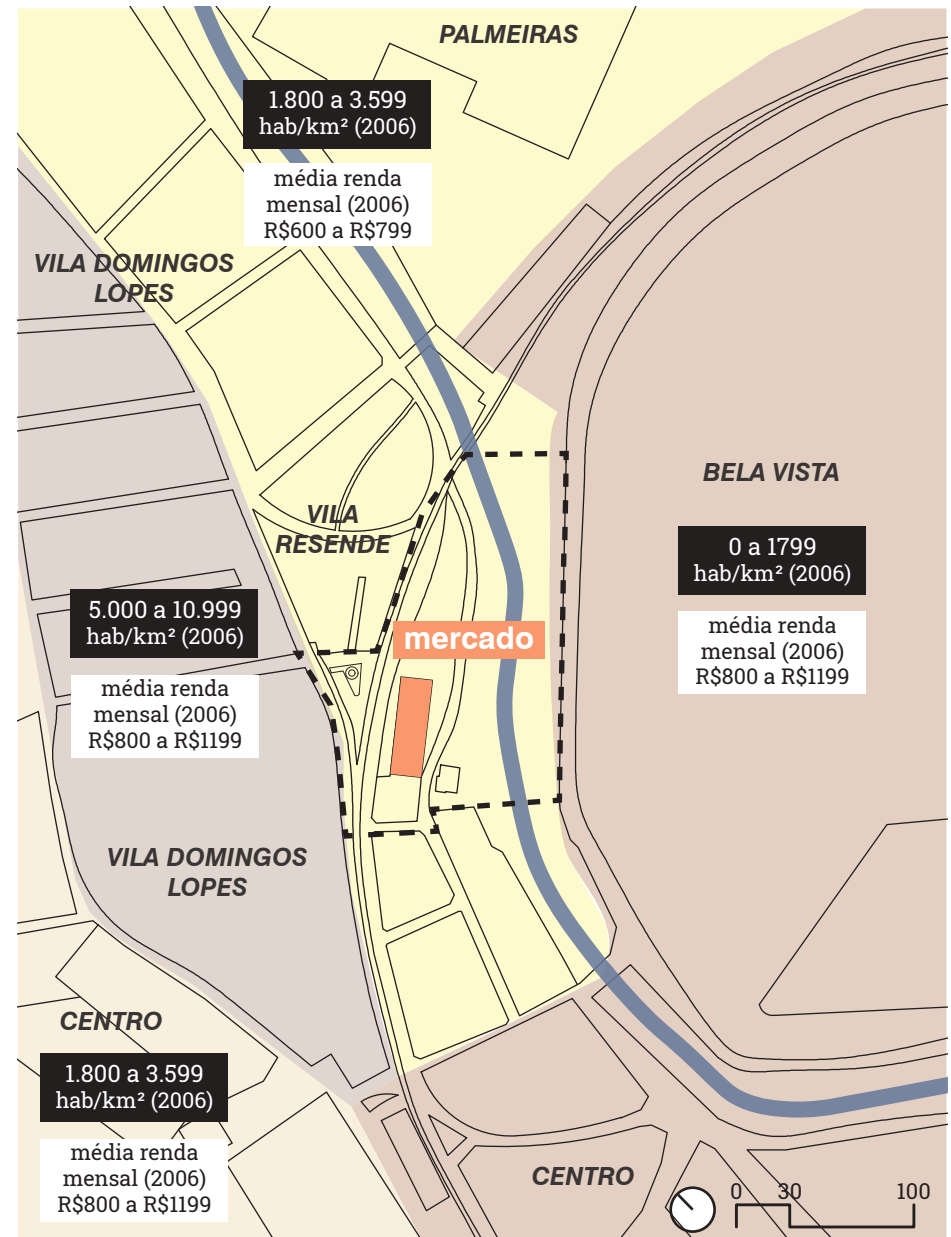 PALMEIRAS
1.800 a 3.599
hab/km² (2006)
média renda
mensal (2006)
R$600 a R$799
VILA DOMINGOS
LOPES
BELA VISTA
VILA
RESENDE
0 a 1799
hab/km² (2006)
média renda
mensal (2006)
R$800 a R$1199
5.000 a 10.999
hab/km² (2006)
média renda
mensal (2006)
R$800 a R$1199
mercado
VILA DOMINGOS
LOPES
CENTRO
1.800 a 3.599
hab/km² (2006)
média renda
mensal (2006)
R$800 a R$1199
CENTRO
0 30 100